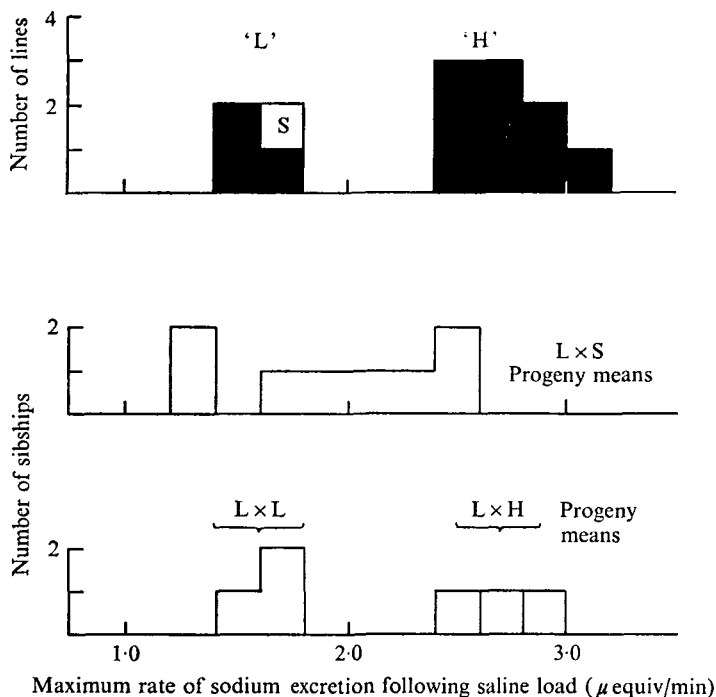 4
2
Number of lines
'L'
'H'
S
2
L × S
Progeny means
Number of sibships
2
L × L
L × H
Progeny
means
1·0
2·0
3·0
Maximum rate of sodium excretion following saline load (μequiv/min)